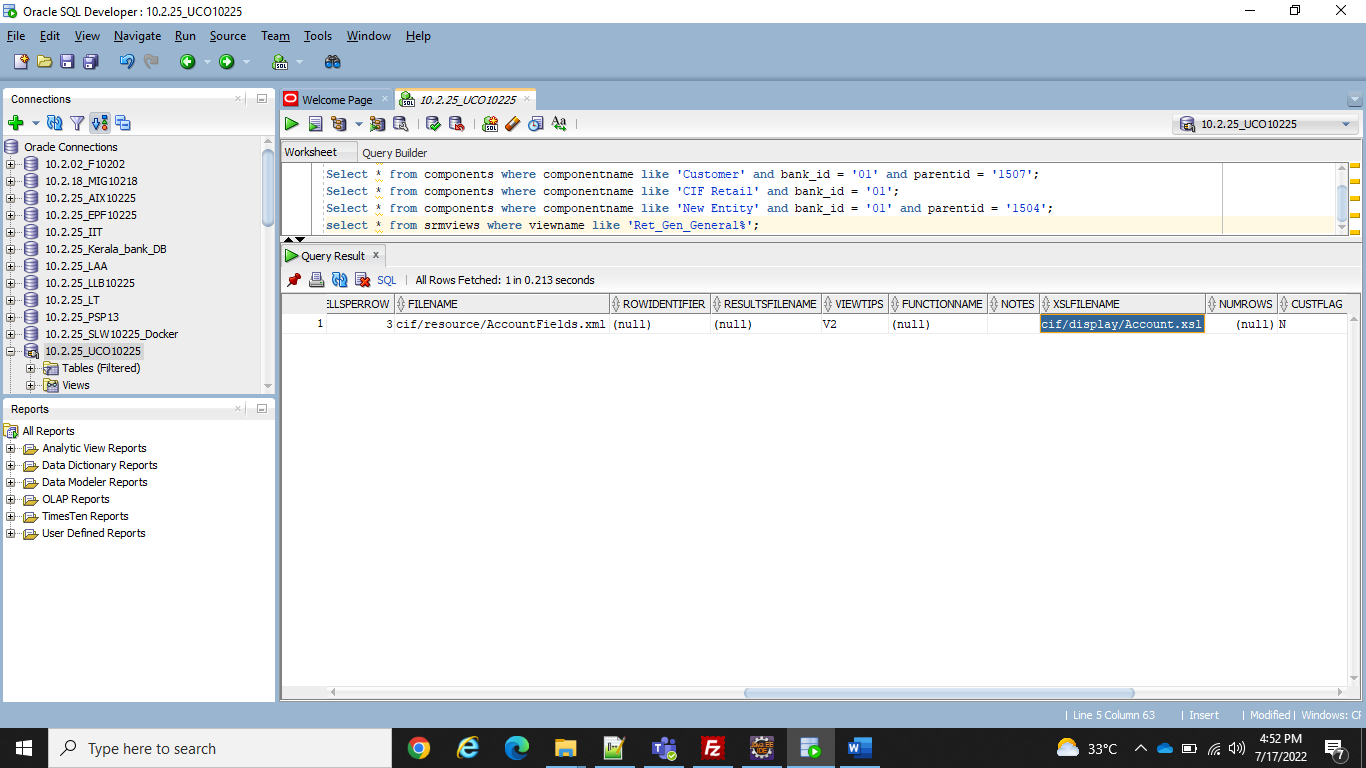 Oracle SQL Developer : 10.2.25_UCO10225
File Edit View Navigate Run Source Team Tools Window Help
Connections
Oracle Connections
10.2.02_F10202
10.2.18_MIG10218
10.2.25_AIX10225
10.2.25_EPF10225
10.2.25_IIT
10.2.25_Kerala_bank_DB
10.2.25_LAA
10.2.25_LLB10225
10.2.25_LT
10.2.25_PSP13
10.2.25_SLW10225_Docker
10.2.25_UCO10225
Tables (Filtered)
Views
Reports
All Reports
Analytic View Reports
Data Dictionary Reports
Data Modeler Reports
OLAP Reports
TimesTen Reports
User Defined Reports
Welcome Page 10.2.25_UCO10225
10.2.25_UCO10225
Worksheet Query Builder
Select * from components where componentname like 'Customer' and bank_id = '01' and parentid = '1507';
Select * from components where componentname like 'CIF Retail' and bank_id = '01';
Select * from components where componentname like 'New Entity' and bank_id = '01' and parentid = '1504';
select * from srmviews where viewname like 'Ret_Gen_General%';
Query Result x
SQL | All Rows Fetched: 1 in 0.213 seconds
ELLSPERROW FILENAME ROWIDENTIFIER RESULTSFILENAME VIEWTIPS FUNCTIONNAME NOTES XSLFILENAME NUMROWS CUSTFLAG
1 3 cif/resource/AccountFields.xml (null) (null) V2 (null) cif/display/Account.xsl (null) N
| Line 5 Column 63 | Insert | Modified | Windows: CF
Type here to search
33°C
4:52 PM
7/17/2022
7